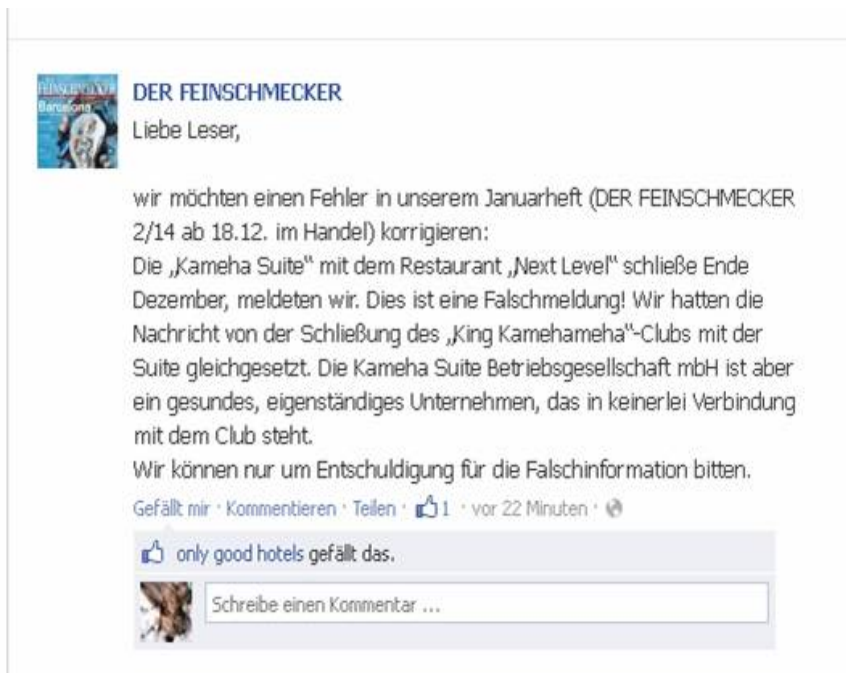 FEINSCHMECKER
Barcelona
DER FEINSCHMECKER
Liebe Leser,
wir möchten einen Fehler in unserem Januarheft (DER FEINSCHMECKER
2/14 ab 18.12. im Handel) korrigieren:
Die „Kameha Suite“ mit dem Restaurant „Next Level“ schließe Ende
Dezember, meldeten wir. Dies ist eine Falschmeldung! Wir hatten die
Nachricht von der Schließung des „King Kamehameha“-Clubs mit der
Suite gleichgesetzt. Die Kameha Suite Betriebsgesellschaft mbH ist aber
ein gesundes, eigenständiges Unternehmen, das in keinerlei Verbindung
mit dem Club steht.
Wir können nur um Entschuldigung für die Falschinformation bitten.
Gefällt mir · Kommentieren · Teilen · 1 · vor 22 Minuten ·
only good hotels gefällt das.
Schreibe einen Kommentar ...